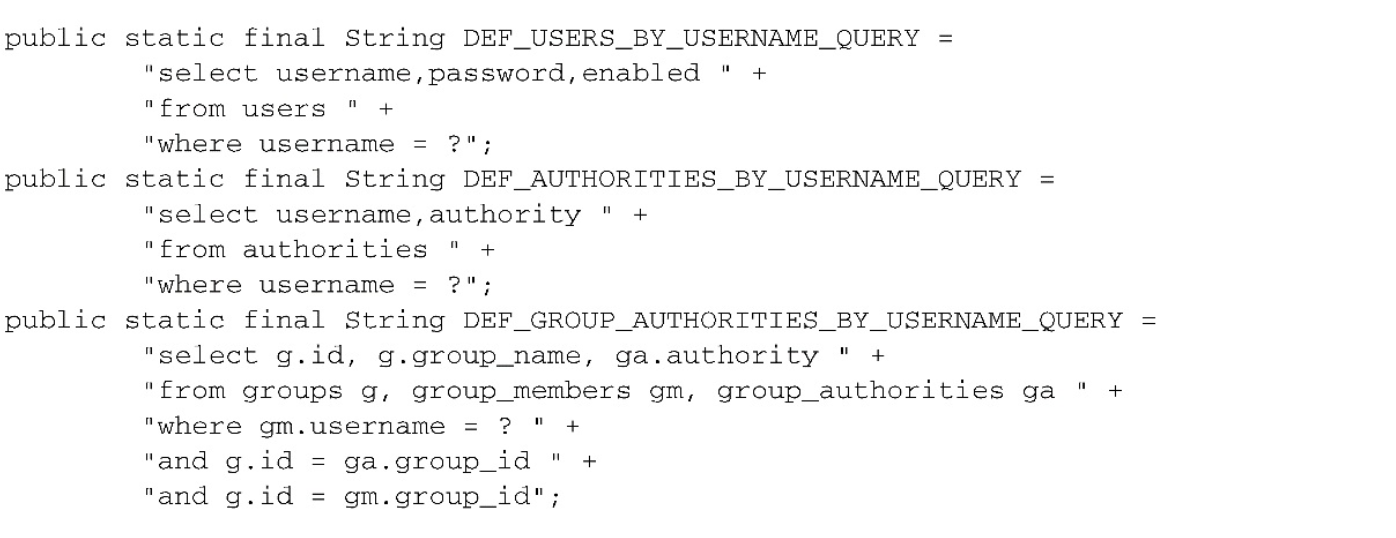 public static final String DEF_USERS_BY_USERNAME_QUERY =
        "select username,password,enabled " +
        "from users " +
        "where username = ?";
public static final String DEF_AUTHORITIES_BY_USERNAME_QUERY =
        "select username,authority " +
        "from authorities " +
        "where username = ?";
public static final String DEF_GROUP_AUTHORITIES_BY_USERNAME_QUERY =
        "select g.id, g.group_name, ga.authority " +
        "from groups g, group_members gm, group_authorities ga " +
        "where gm.username = ? " +
        "and g.id = ga.group_id " +
        "and g.id = gm.group_id";